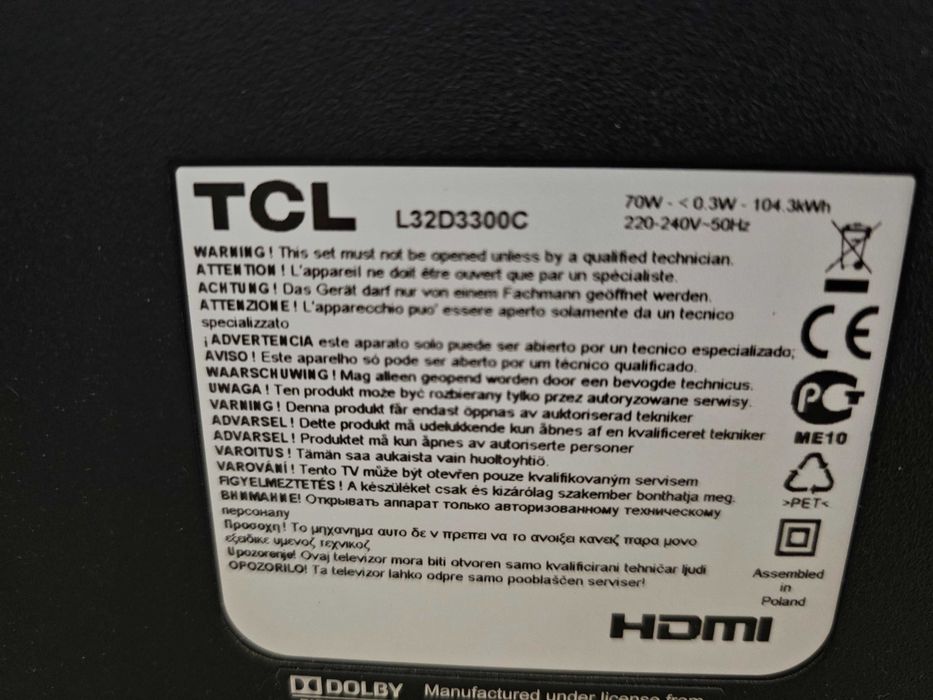 TCL L32D3300C 70W - < 0.3W - 104.3kWh
220-240V~50Hz
WARNING ! This set must not be opened unless by a qualified technician.
ATTENTION ! L'appareil ne doit être ouvert que par un spécialiste.
ACHTUNG ! Das Gerät darf nur von einem Fachmann geöffnet werden.
ATTENZIONE ! L'apparecchio puo' essere aperto solamente da un tecnico
specializzato
¡ ADVERTENCIA este aparato solo puede ser abierto por un tecnico especializado;
AVISO ! Este aparelho só pode ser aberto por um técnico qualificado.
WAARSCHUWING ! Mag alleen geopend worden door een bevogde technicus.
UWAGA ! Ten produkt może być rozbierany tylko przez autoryzowane serwisy.
VARNING ! Denna produkt får endast öppnas av auktoriserad tekniker
ADVARSEL ! Dette produkt må udelukkende kun åbnes af en kvalificeret tekniker
ADVARSEL ! Produktet må kun åpnes av autoriserte personer
VAROITUS ! Tämän saa aukaista vain huoltoyhtiö.
VAROVÁNÍ ! Tento TV může být otevřen pouze kvalifikovaným servisem
FIGYELMEZTETÉS ! A készüléket csak és kizárólag szakember bonthatja meg.
ВНИМАНИЕ! Открывать аппарат только авторизованному техническому
персоналу
Προσοχη ! Το μηχανημα αυτο δε ν πρεπει να το ανοιξει κανεις παρα μονο
Upozorenje! Ovaj televizor mora biti otvoren samo kvalificirani tehničar ljudi
OPOZORILO! Ta televizor lahko odpre samo pooblaščen serviser!
CE
ME10
>PET<
Assembled
in
Poland
HDMI
DOLBY Manufactured under license from